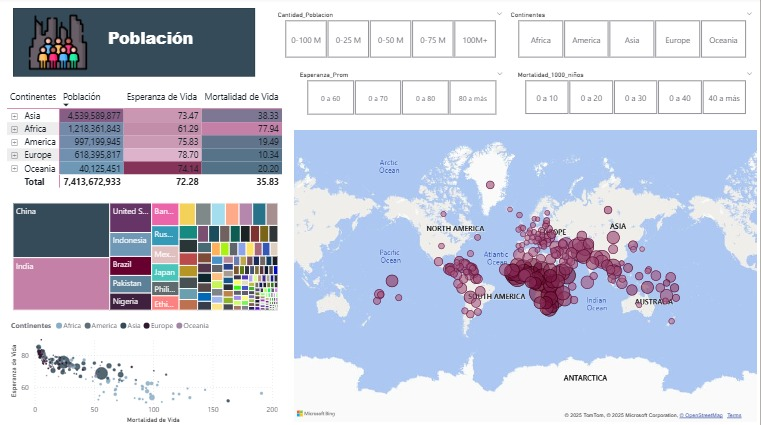 Población
Cantidad_Poblacion
0-100 M
0-25 M
0-50 M
0-75 M
100M+
Continentes
Africa
America
Asia
Europe
Oceania
Esperanza_Prom
0 a 60
0 a 70
0 a 80
80 a más
Mortalidad_1000_niños
0 a 10
0 a 20
0 a 30
0 a 40
40 a más
Continentes Población Esperanza de Vida Mortalidad de Vida
Asia 4,539,589,877 73.47 38.33
Africa 1,218,361,843 61.29 77.94
America 997,199,945 75.83 19.49
Europe 618,395,817 78.70 10.34
Oceania 40,125,451 74.14 20.20
Total 7,413,672,933 72.28 35.83
China
India
United S...
Indonesia
Brazil
Pakistan
Nigeria
Ban...
Rus...
Mex...
Japan
Phili...
Ethi...
Continentes Africa America Asia Europe Oceania
Esperanza de Vida
80
60
0 50 100 150 200
Mortalidad de Vida
Arctic
Ocean
NORTH AMERICA
ASIA
Pacific
Ocean
Atlantic
Ocean
SOUTH AMERICA
Indian
Ocean
AUSTRALIA
ANTARCTICA
Microsoft Bing
© 2025 TomTom, © 2025 Microsoft Corporation, © OpenStreetMap Terms